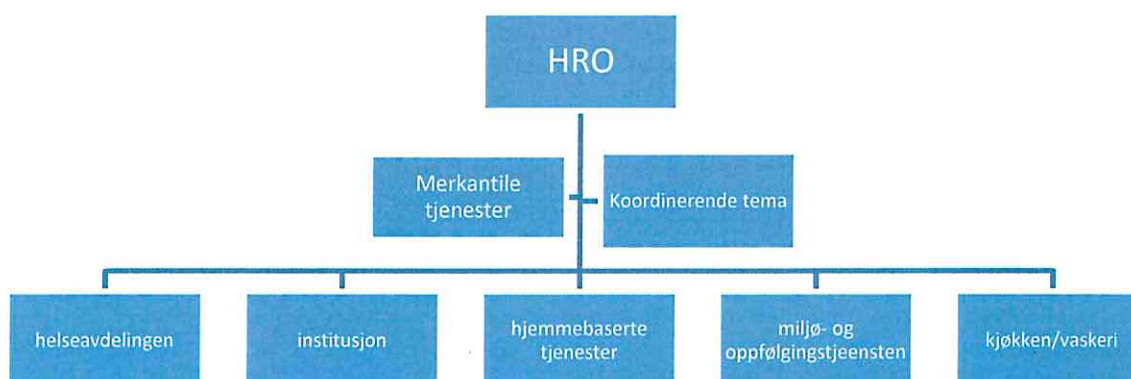 HRO
Merkantile
tjenester
Koordinerende tema
helseavdelingen
institusjon
hjemmebaserte
tjenester
miljø- og
oppfølgingstjeensten
kjøkken/vaskeri